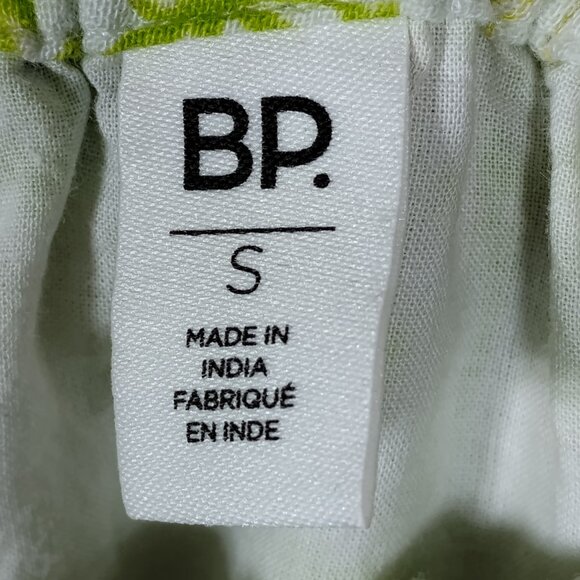 BP.
S
MADE IN
INDIA
FABRIQUÉ
EN INDE